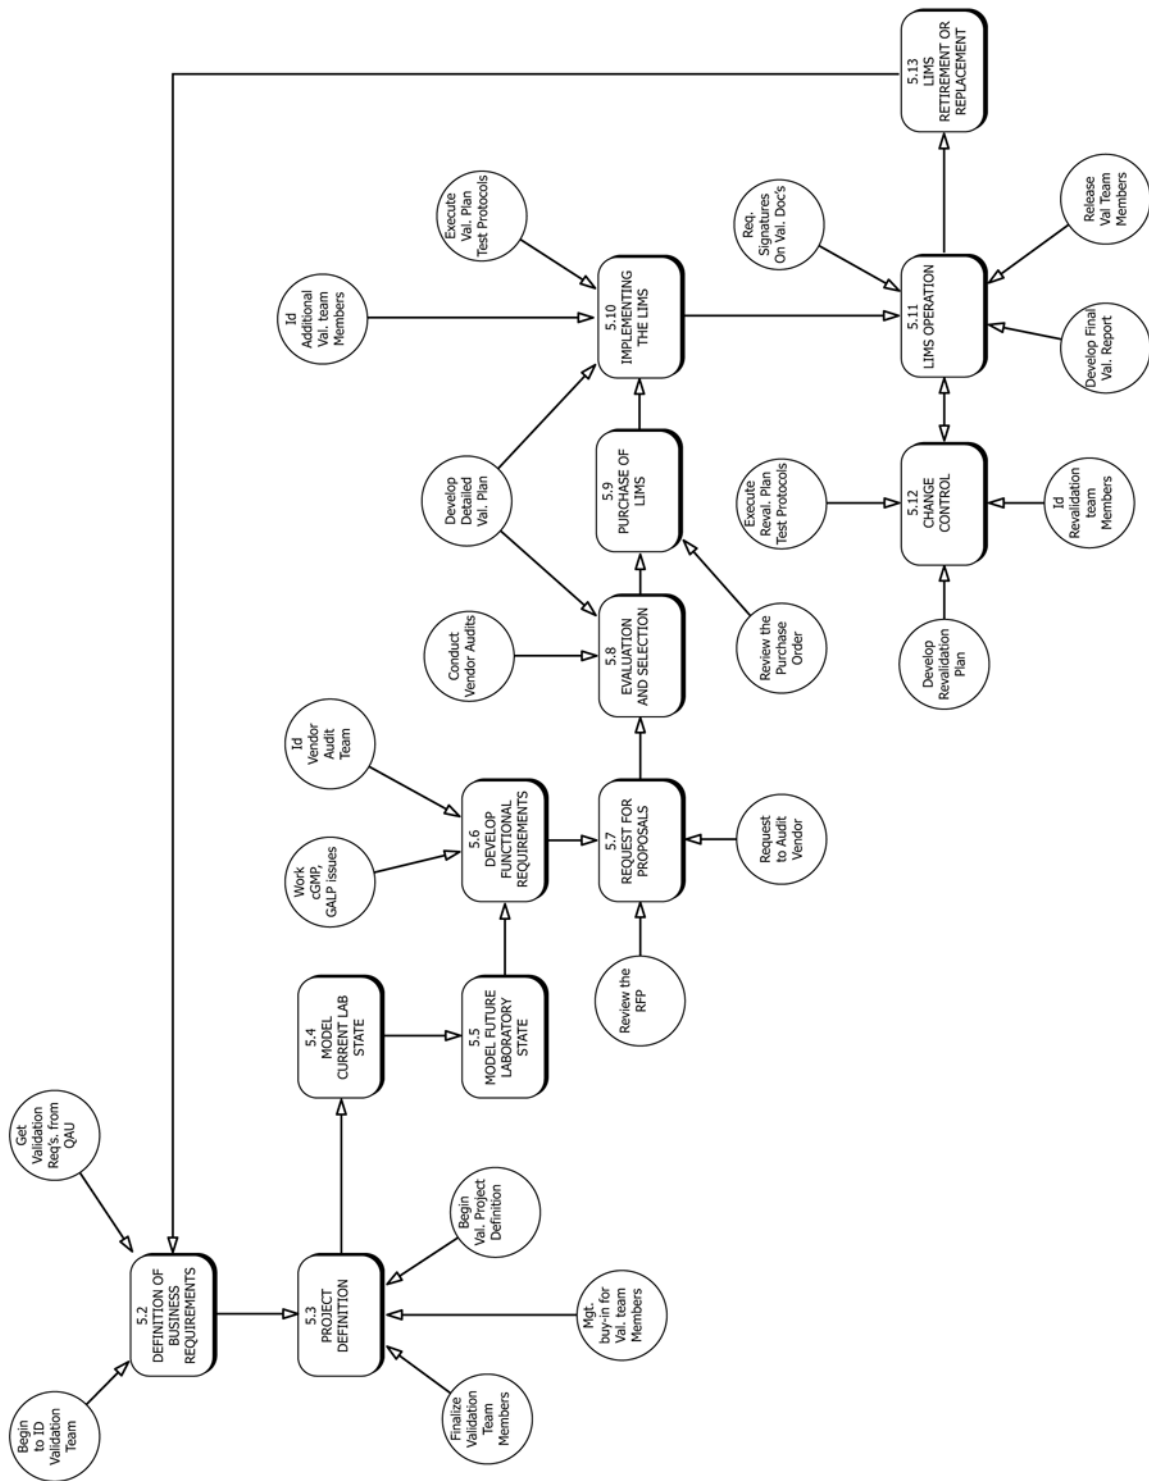 Begin
to ID
Validation
Team
Get
Validation
Req's. from
QAU
5.2
DEFINITION OF
BUSINESS
REQUIREMENTS
5.3
PROJECT
DEFINITION
Finalize
Validation
Team
Members
Mgt.
buy-in for
Val. team
Members
Begin
Val. Project
Definition
5.4
MODEL
CURRENT LAB
STATE
5.5
MODEL FUTURE
LABORATORY
STATE
Work
cGMP,
GALP issues
Id
Vendor
Audit
Team
5.6
DEVELOP
FUNCTIONAL
REQUIREMENTS
5.7
REQUEST FOR
PROPOSALS
Review the
RFP
Request
to Audit
Vendor
Conduct
Vendor Audits
Develop
Detailed
Val. Plan
5.8
EVALUATION
AND SELECTION
5.9
PURCHASE OF
LIMS
Review the
Purchase
Order
Id
Additional
Val. team
Members
Execute
Val. Plan
Test Protocols
5.10
IMPLEMENTING
THE LIMS
Req.
Signatures
On Val. Doc's
5.11
LIMS OPERATION
Develop Final
Val. Report
Release
Val Team
Members
Execute
Reval. Plan
Test Protocols
5.12
CHANGE
CONTROL
Develop
Revalidation
Plan
Id
Revalidation
team
Members
5.13
LIMS
RETIREMENT OR
REPLACEMENT